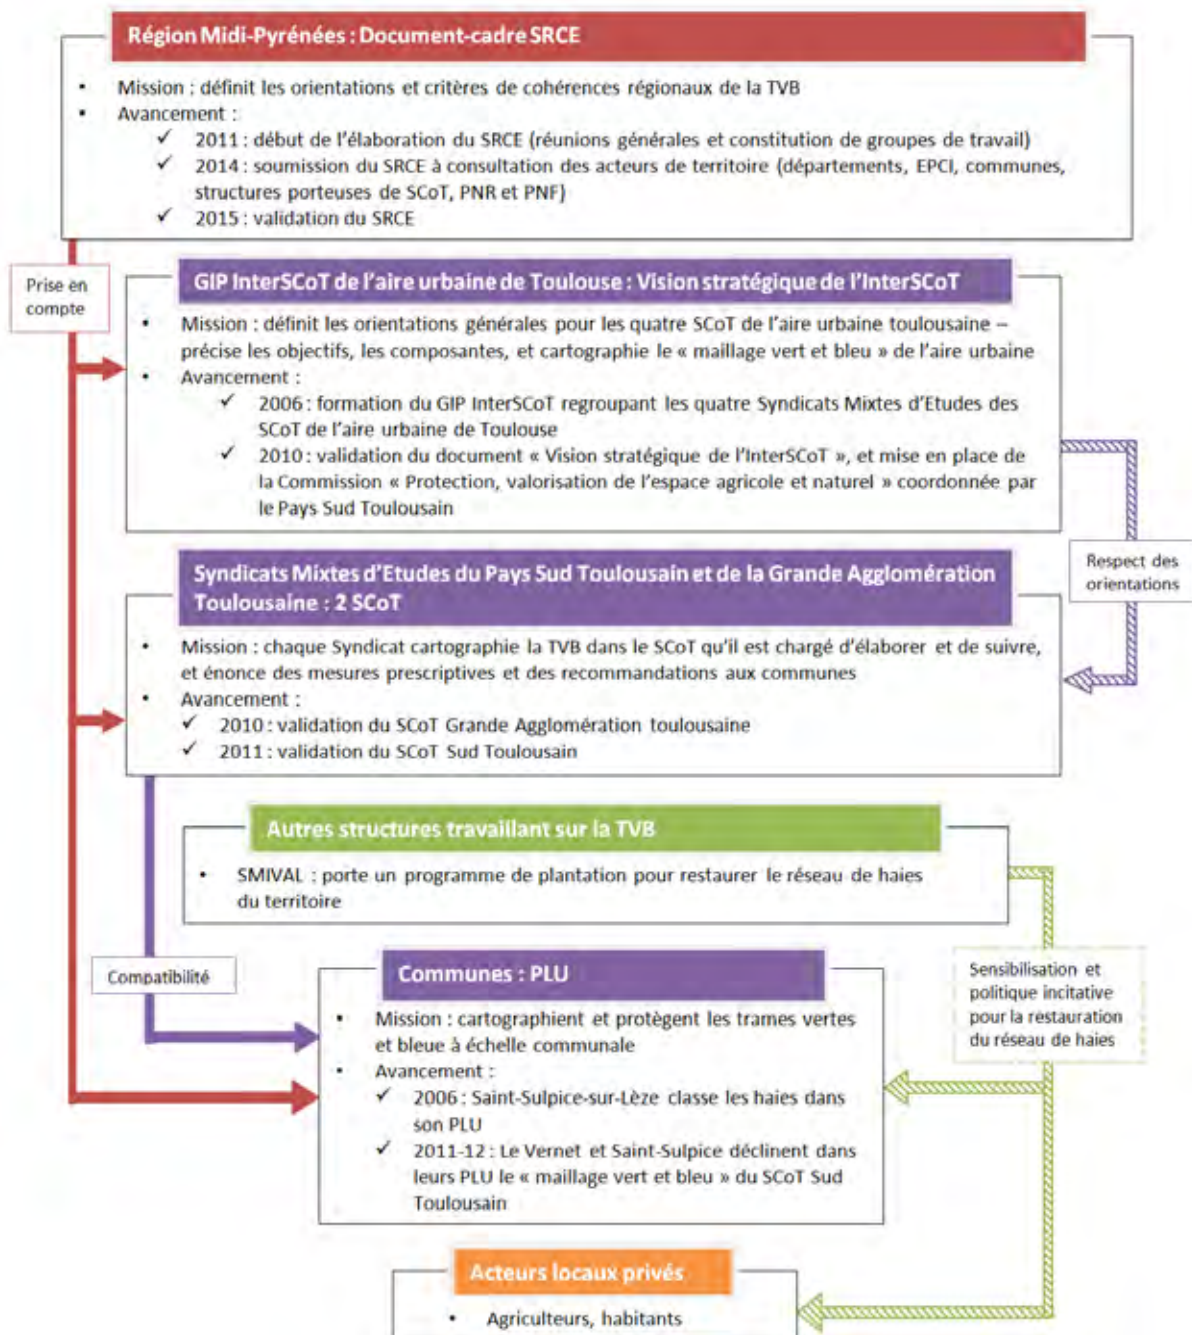 Région Midi-Pyrénées : Document-cadre SRCE
• Mission : définit les orientations et critères de cohérences régionaux de la TVB
• Avancement :
✓ 2011 : début de l'élaboration du SRCE (réunions générales et constitution de groupes de travail)
✓ 2014 : soumission du SRCE à consultation des acteurs de territoire (départements, EPCI, communes,
structures porteuses de SCoT, PNR et PNF)
✓ 2015 : validation du SRCE
Prise en
compte
GIP InterSCoT de l'aire urbaine de Toulouse : Vision stratégique de l'InterSCoT
• Mission : définit les orientations générales pour les quatre SCoT de l'aire urbaine toulousaine –
précise les objectifs, les composantes, et cartographie le « maillage vert et bleu » de l'aire urbaine
• Avancement :
✓ 2006 : formation du GIP InterSCoT regroupant les quatre Syndicats Mixtes d'Etudes des
SCoT de l'aire urbaine de Toulouse
✓ 2010 : validation du document « Vision stratégique de l'InterSCoT », et mise en place de
la Commission « Protection, valorisation de l'espace agricole et naturel » coordonnée par
le Pays Sud Toulousain
Respect des
orientations
Syndicats Mixtes d'Etudes du Pays Sud Toulousain et de la Grande Agglomération
Toulousaine : 2 SCoT
• Mission : chaque Syndicat cartographie la TVB dans le SCoT qu'il est chargé d'élaborer et de suivre,
et énonce des mesures prescriptives et des recommandations aux communes
• Avancement :
✓ 2010 : validation du SCoT Grande Agglomération toulousaine
✓ 2011 : validation du SCoT Sud Toulousain
Autres structures travaillant sur la TVB
• SMIVAL : porte un programme de plantation pour restaurer le réseau de haies
du territoire
Compatibilité
Sensibilisation et
politique incitative
pour la restauration
du réseau de haies
Communes : PLU
• Mission : cartographient et protègent les trames vertes
et bleue à échelle communale
• Avancement :
✓ 2006 : Saint-Sulpice-sur-Lèze classe les haies dans
son PLU
✓ 2011-12 : Le Vernet et Saint-Sulpice déclinent dans
leurs PLU le « maillage vert et bleu » du SCoT Sud
Toulousain
Acteurs locaux privés
• Agriculteurs, habitants